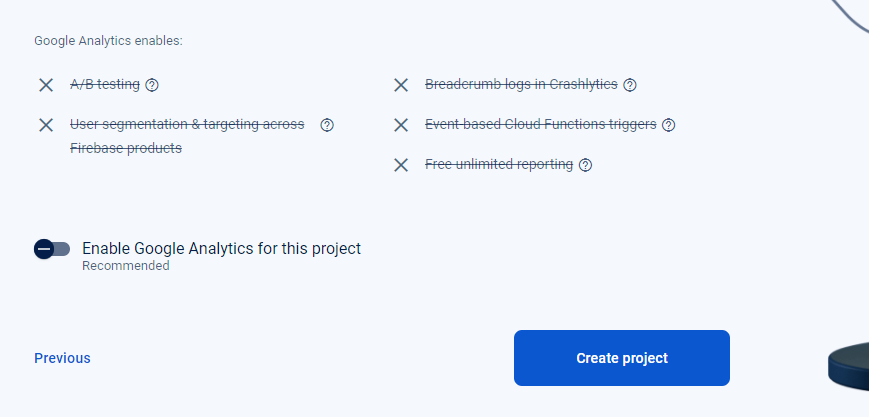 Google Analytics enables:
A/B testing
Breadcrumb logs in Crashlytics
User segmentation & targeting across
Firebase products
Event-based Cloud Functions triggers
Free unlimited reporting
Enable Google Analytics for this project
Recommended
Previous
Create project